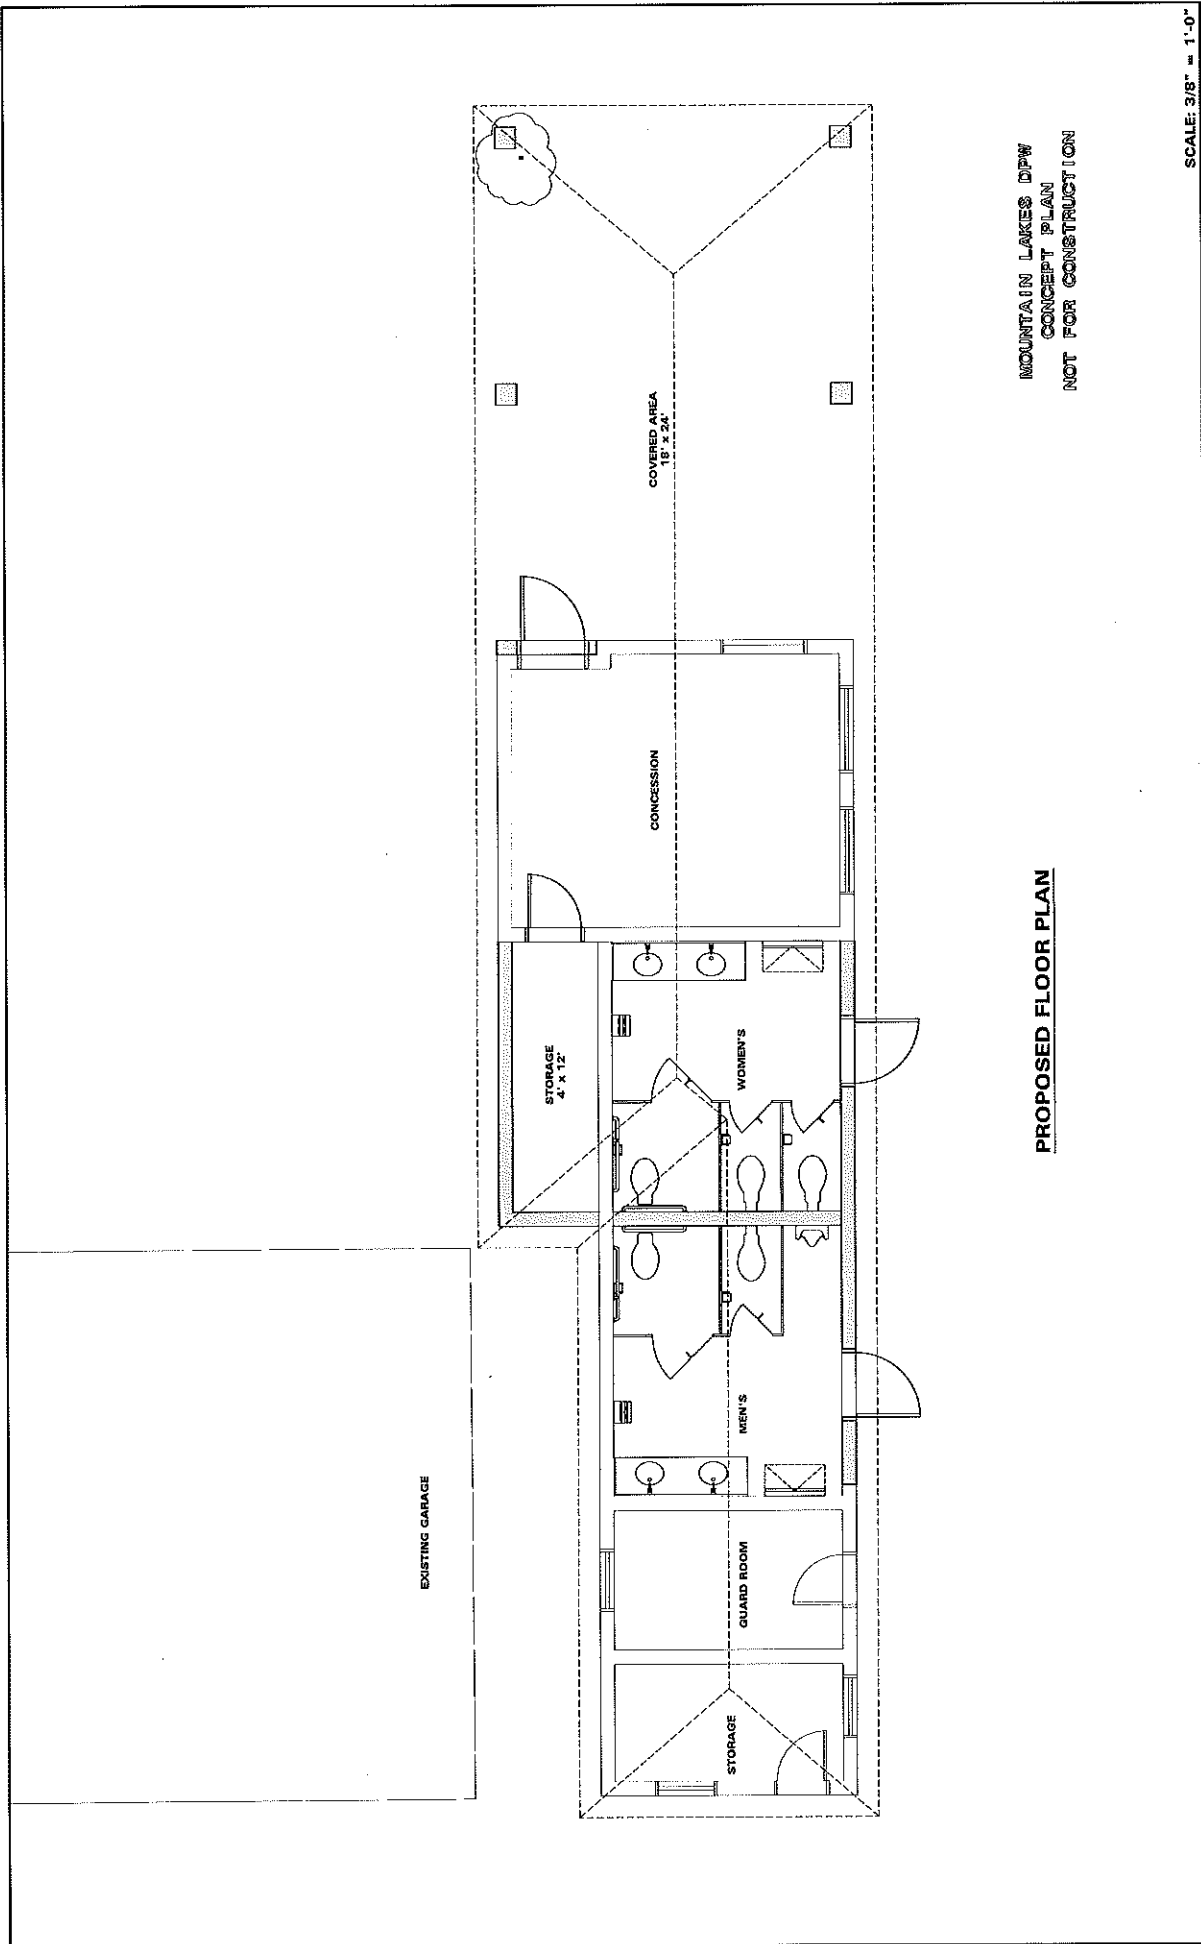 EXISTING GARAGE
STORAGE
GUARD ROOM
MEN'S
WOMEN'S
STORAGE
4' x 12'
CONCESSION
COVERED AREA
18' x 24'
PROPOSED FLOOR PLAN
MOUNTAIN LAKES DPW
CONCEPT PLAN
NOT FOR CONSTRUCTION
SCALE: 3/8" = 1'-0"